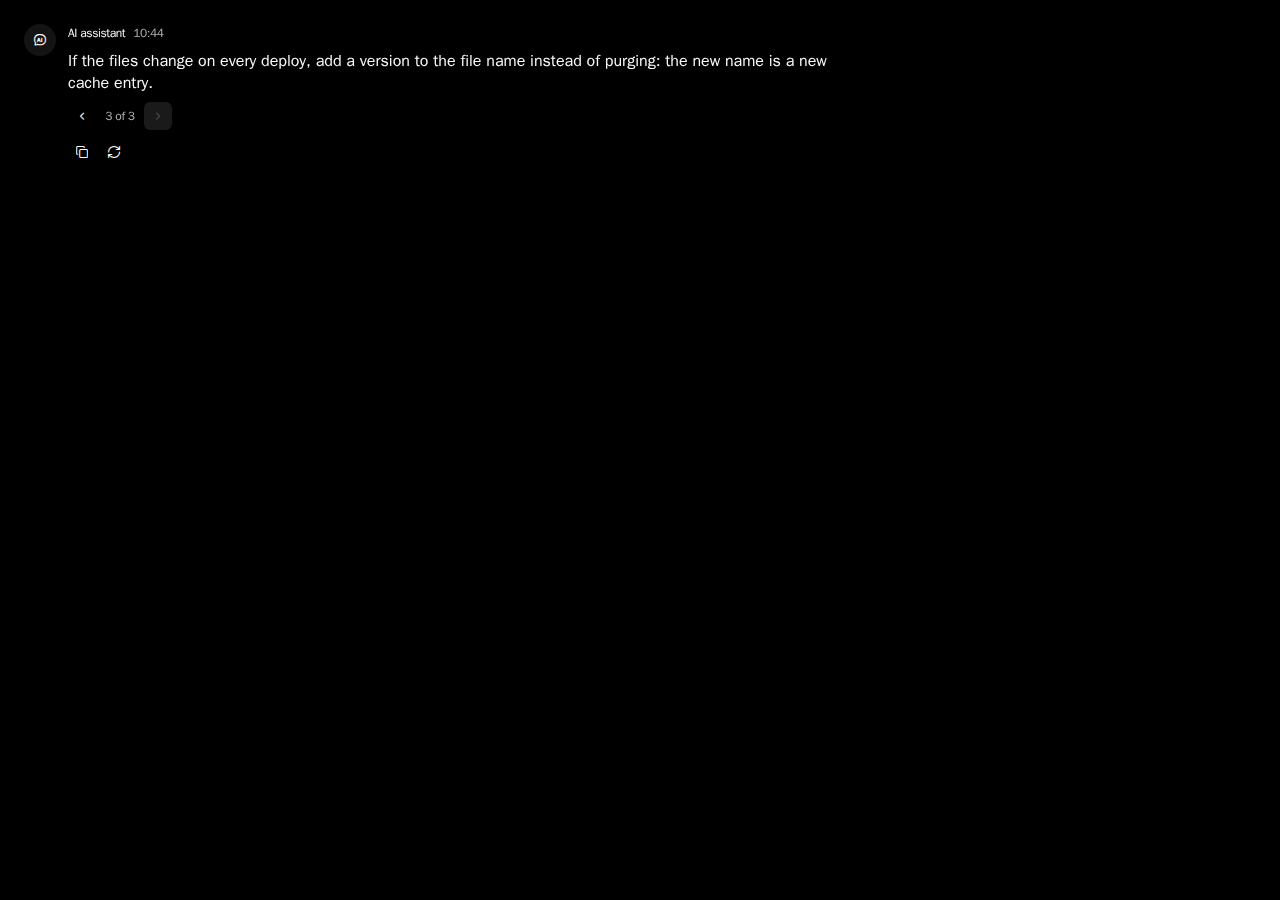 AI assistant 10:44
If the files change on every deploy, add a version to the file name instead of purging: the new name is a new
cache entry.
3 of 3